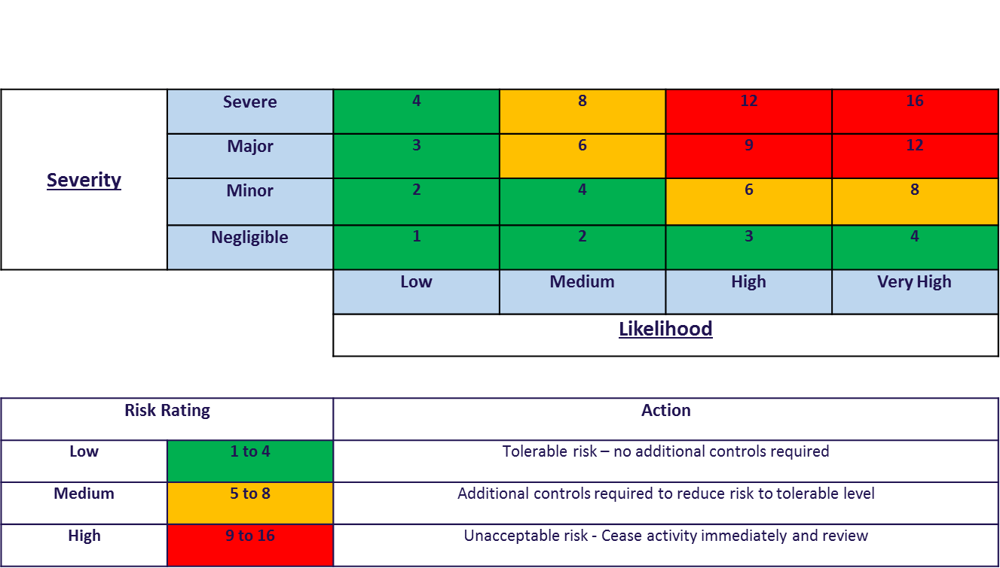 Severe 4 8 12 16
Major 3 6 9 12
Severity
Minor 2 4 6 8
Negligible 1 2 3 4
Low Medium High Very High
Likelihood
Risk Rating Action
Low 1 to 4 Tolerable risk – no additional controls required
Medium 5 to 8 Additional controls required to reduce risk to tolerable level
High 9 to 16 Unacceptable risk - Cease activity immediately and review